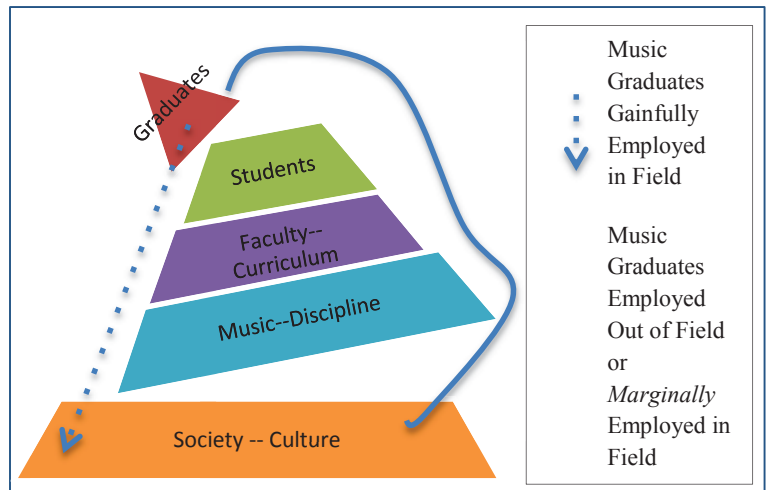 Graduates
Students
Faculty--
Curriculum
Music--Discipline
Society -- Culture
Music
Graduates
Gainfully
Employed
in Field
Music
Graduates
Employed
Out of Field
or
Marginally
Employed in
Field